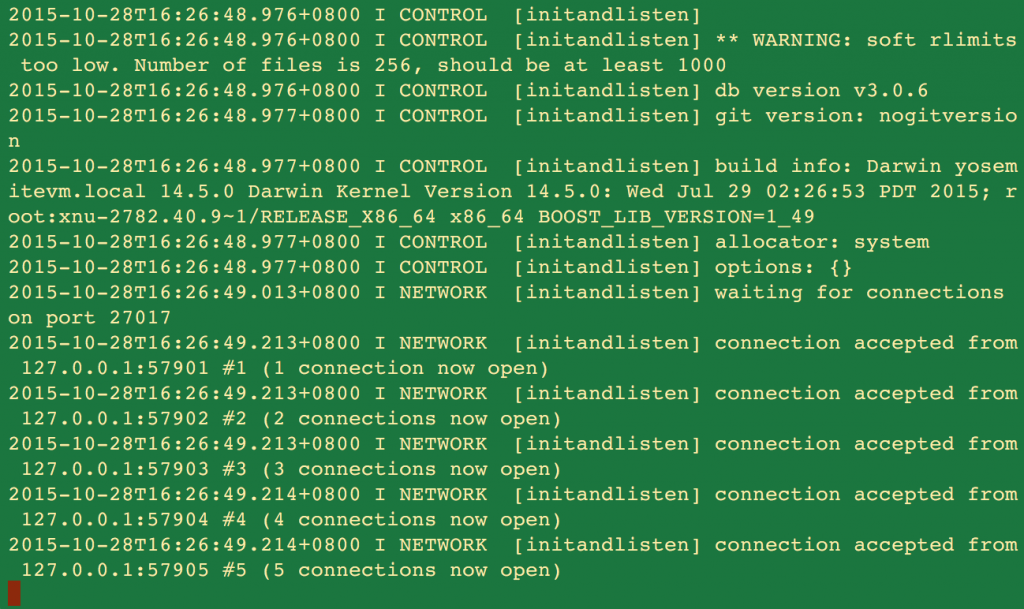 2015-10-28T16:26:48.976+0800 I CONTROL  [initandlisten]
2015-10-28T16:26:48.976+0800 I CONTROL  [initandlisten] ** WARNING: soft rlimits
 too low. Number of files is 256, should be at least 1000
2015-10-28T16:26:48.976+0800 I CONTROL  [initandlisten] db version v3.0.6
2015-10-28T16:26:48.977+0800 I CONTROL  [initandlisten] git version: nogitversio
n
2015-10-28T16:26:48.977+0800 I CONTROL  [initandlisten] build info: Darwin yosem
itevm.local 14.5.0 Darwin Kernel Version 14.5.0: Wed Jul 29 02:26:53 PDT 2015; r
oot:xnu-2782.40.9~1/RELEASE_X86_64 x86_64 BOOST_LIB_VERSION=1_49
2015-10-28T16:26:48.977+0800 I CONTROL  [initandlisten] allocator: system
2015-10-28T16:26:48.977+0800 I CONTROL  [initandlisten] options: {}
2015-10-28T16:26:49.013+0800 I NETWORK  [initandlisten] waiting for connections
on port 27017
2015-10-28T16:26:49.213+0800 I NETWORK  [initandlisten] connection accepted from
 127.0.0.1:57901 #1 (1 connection now open)
2015-10-28T16:26:49.213+0800 I NETWORK  [initandlisten] connection accepted from
 127.0.0.1:57902 #2 (2 connections now open)
2015-10-28T16:26:49.213+0800 I NETWORK  [initandlisten] connection accepted from
 127.0.0.1:57903 #3 (3 connections now open)
2015-10-28T16:26:49.214+0800 I NETWORK  [initandlisten] connection accepted from
 127.0.0.1:57904 #4 (4 connections now open)
2015-10-28T16:26:49.214+0800 I NETWORK  [initandlisten] connection accepted from
 127.0.0.1:57905 #5 (5 connections now open)